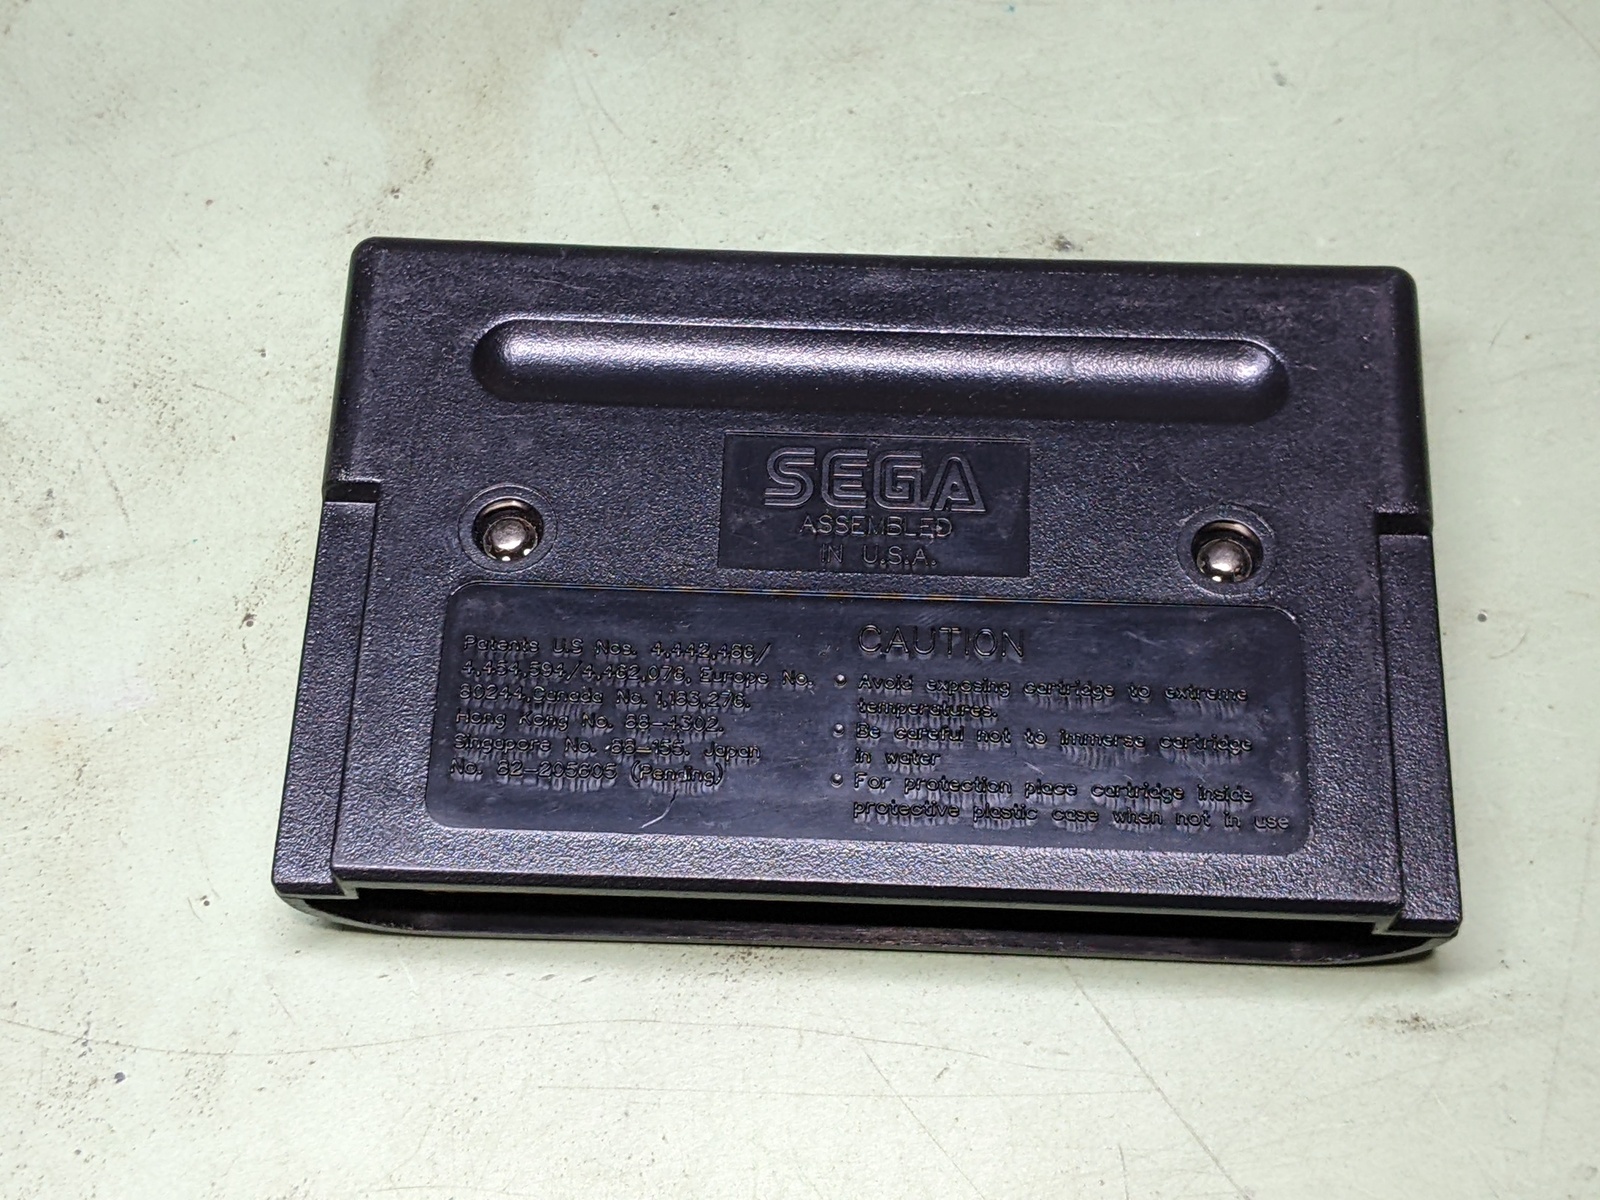 SEGA
ASSEMBLED
IN U.S.A.
Patents U.S Nos. 4,442,486/
4,454,594/4,462,076, Europe No.
80244, Canada No. 1,183,276.
Hong Kong No. 88-4302.
Singapore No. 88-155. Japan
No. 82-205605 (Pending)
CAUTION
• Avoid exposing cartridge to extreme
temperatures.
• Be careful not to immerse cartridge
in water
• For protection place cartridge inside
protective plastic case when not in use